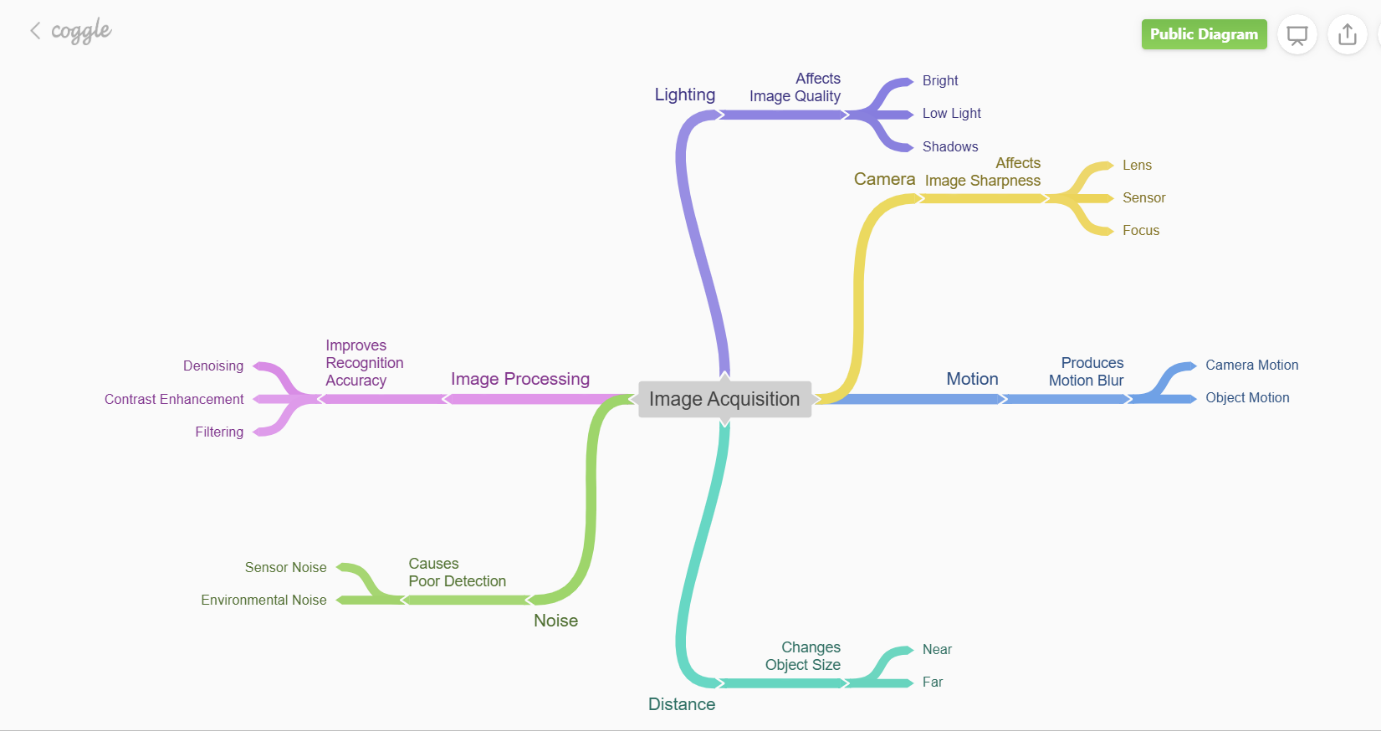 coggle
Public Diagram
Lighting
Affects
Image Quality
Bright
Low Light
Shadows
Camera
Affects
Image Sharpness
Lens
Sensor
Focus
Improves
Recognition
Accuracy
Denoising
Contrast Enhancement
Filtering
Image Processing
Image Acquisition
Motion
Produces
Motion Blur
Camera Motion
Object Motion
Sensor Noise
Environmental Noise
Causes
Poor Detection
Noise
Changes
Object Size
Near
Far
Distance